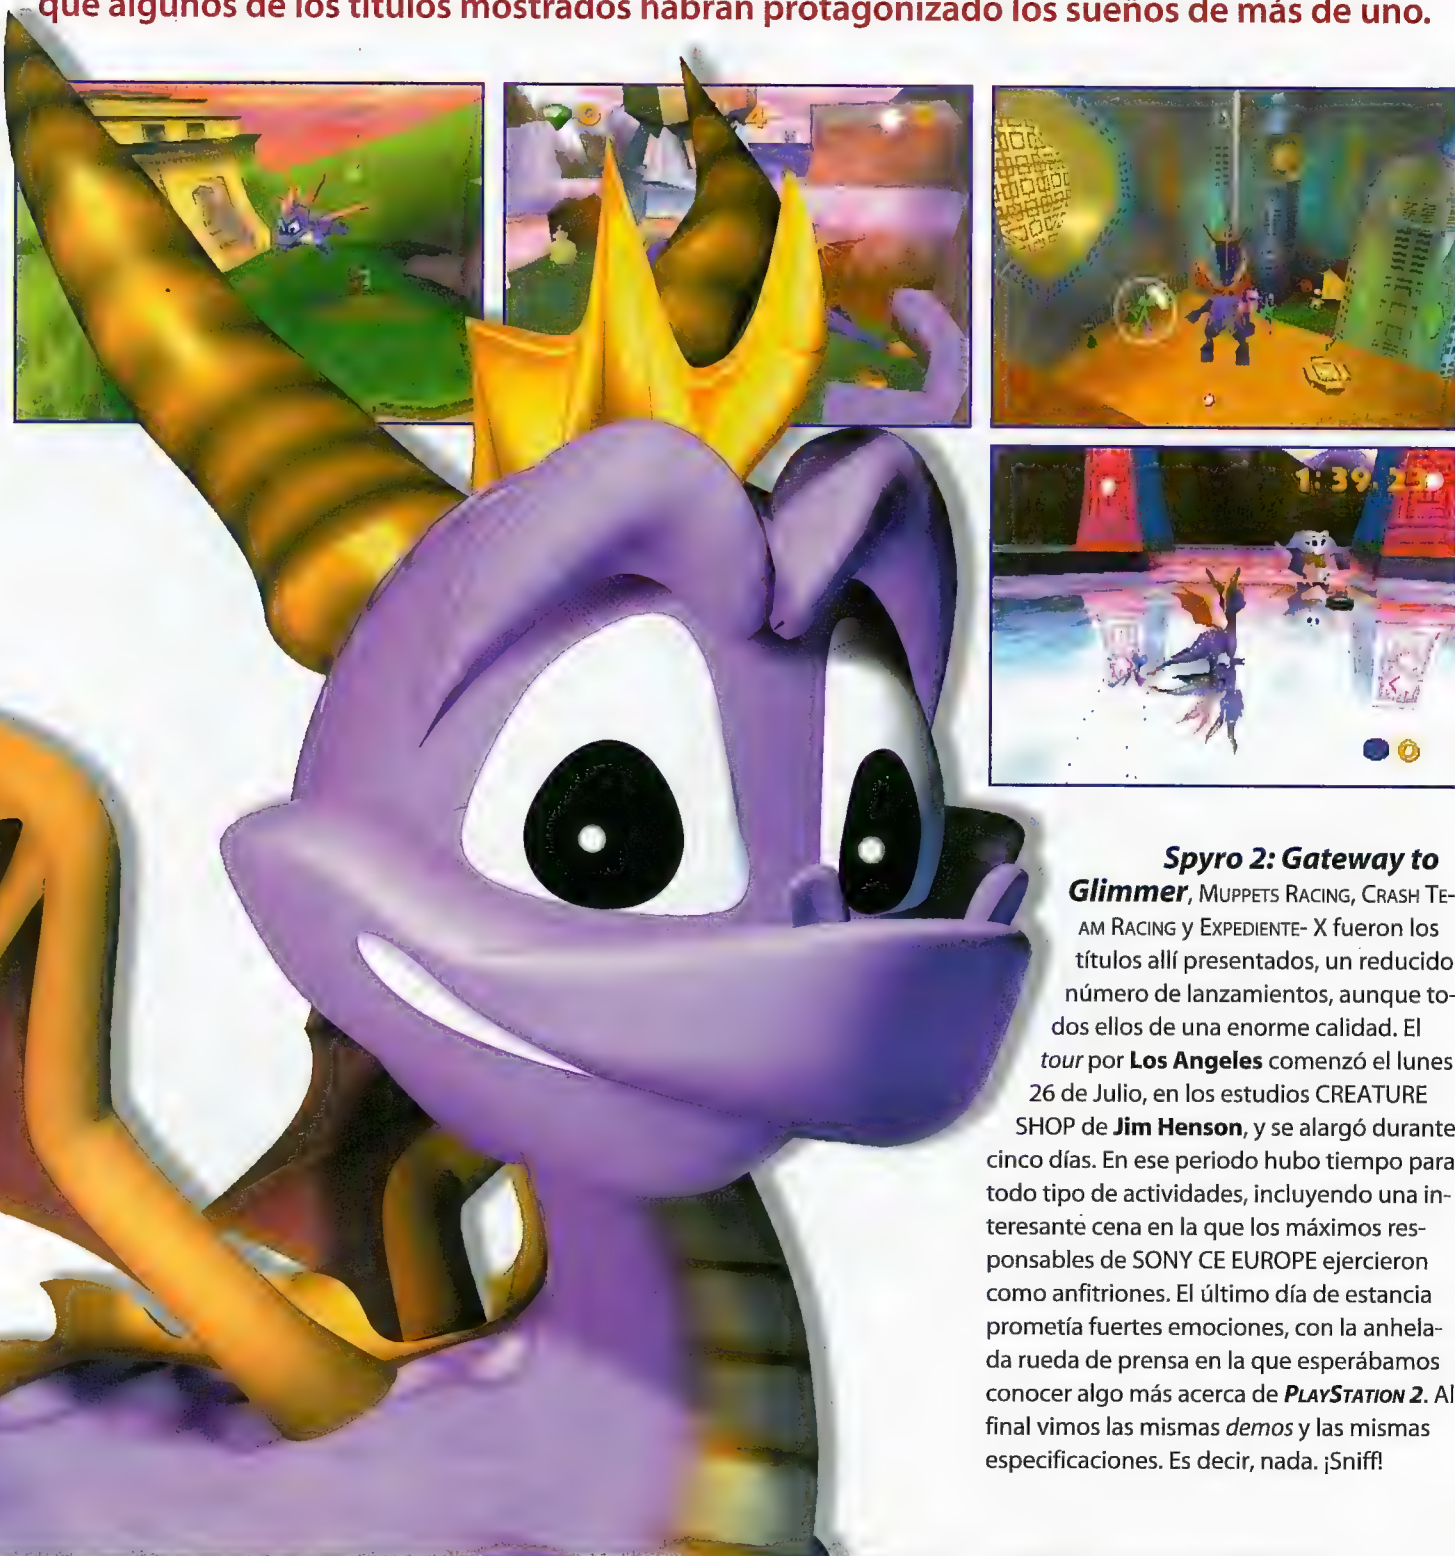 que algunos de los títulos mostrados habrán protagonizado los sueños de más de uno.
1:39.23
Spyro 2: Gateway to
Glimmer, MUPPETS RACING, CRASH TE-
AM RACING y EXPEDIENTE- X fueron los
títulos allí presentados, un reducido
número de lanzamientos, aunque to-
dos ellos de una enorme calidad. El
tour por Los Angeles comenzó el lunes
26 de Julio, en los estudios CREATURE
SHOP de Jim Henson, y se alargó durante
cinco días. En ese periodo hubo tiempo para
todo tipo de actividades, incluyendo una in-
teresante cena en la que los máximos res-
ponsables de SONY CE EUROPE ejercieron
como anfitriones. El último día de estancia
prometía fuertes emociones, con la anhela-
da rueda de prensa en la que esperábamos
conocer algo más acerca de PLAYSTATION 2. Al
final vimos las mismas demos y las mismas
especificaciones. Es decir, nada. ¡Sniff!